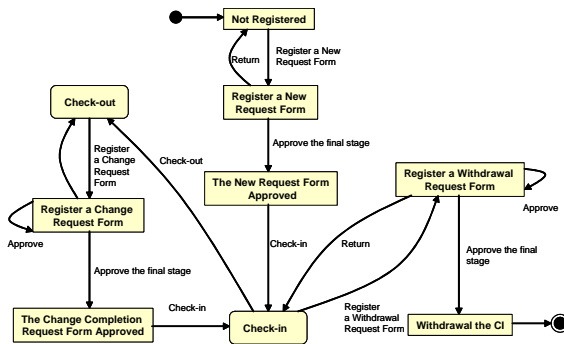 Not Registered
Return
Register a New
Request Form
Register a New
Request Form
Check-out
Approve the final stage
Register
a Change
Request
Form
Check-out
The New Request Form
Approved
Register a Withdrawal
Request Form
Register a Change
Request Form
Approve
Approve
Check-in
Return
Approve the final stage
Approve the final
stage
Check-in
Register
a Withdrawal
Request Form
The Change Completion
Request Form Approved
Check-in
Withdrawal the CI